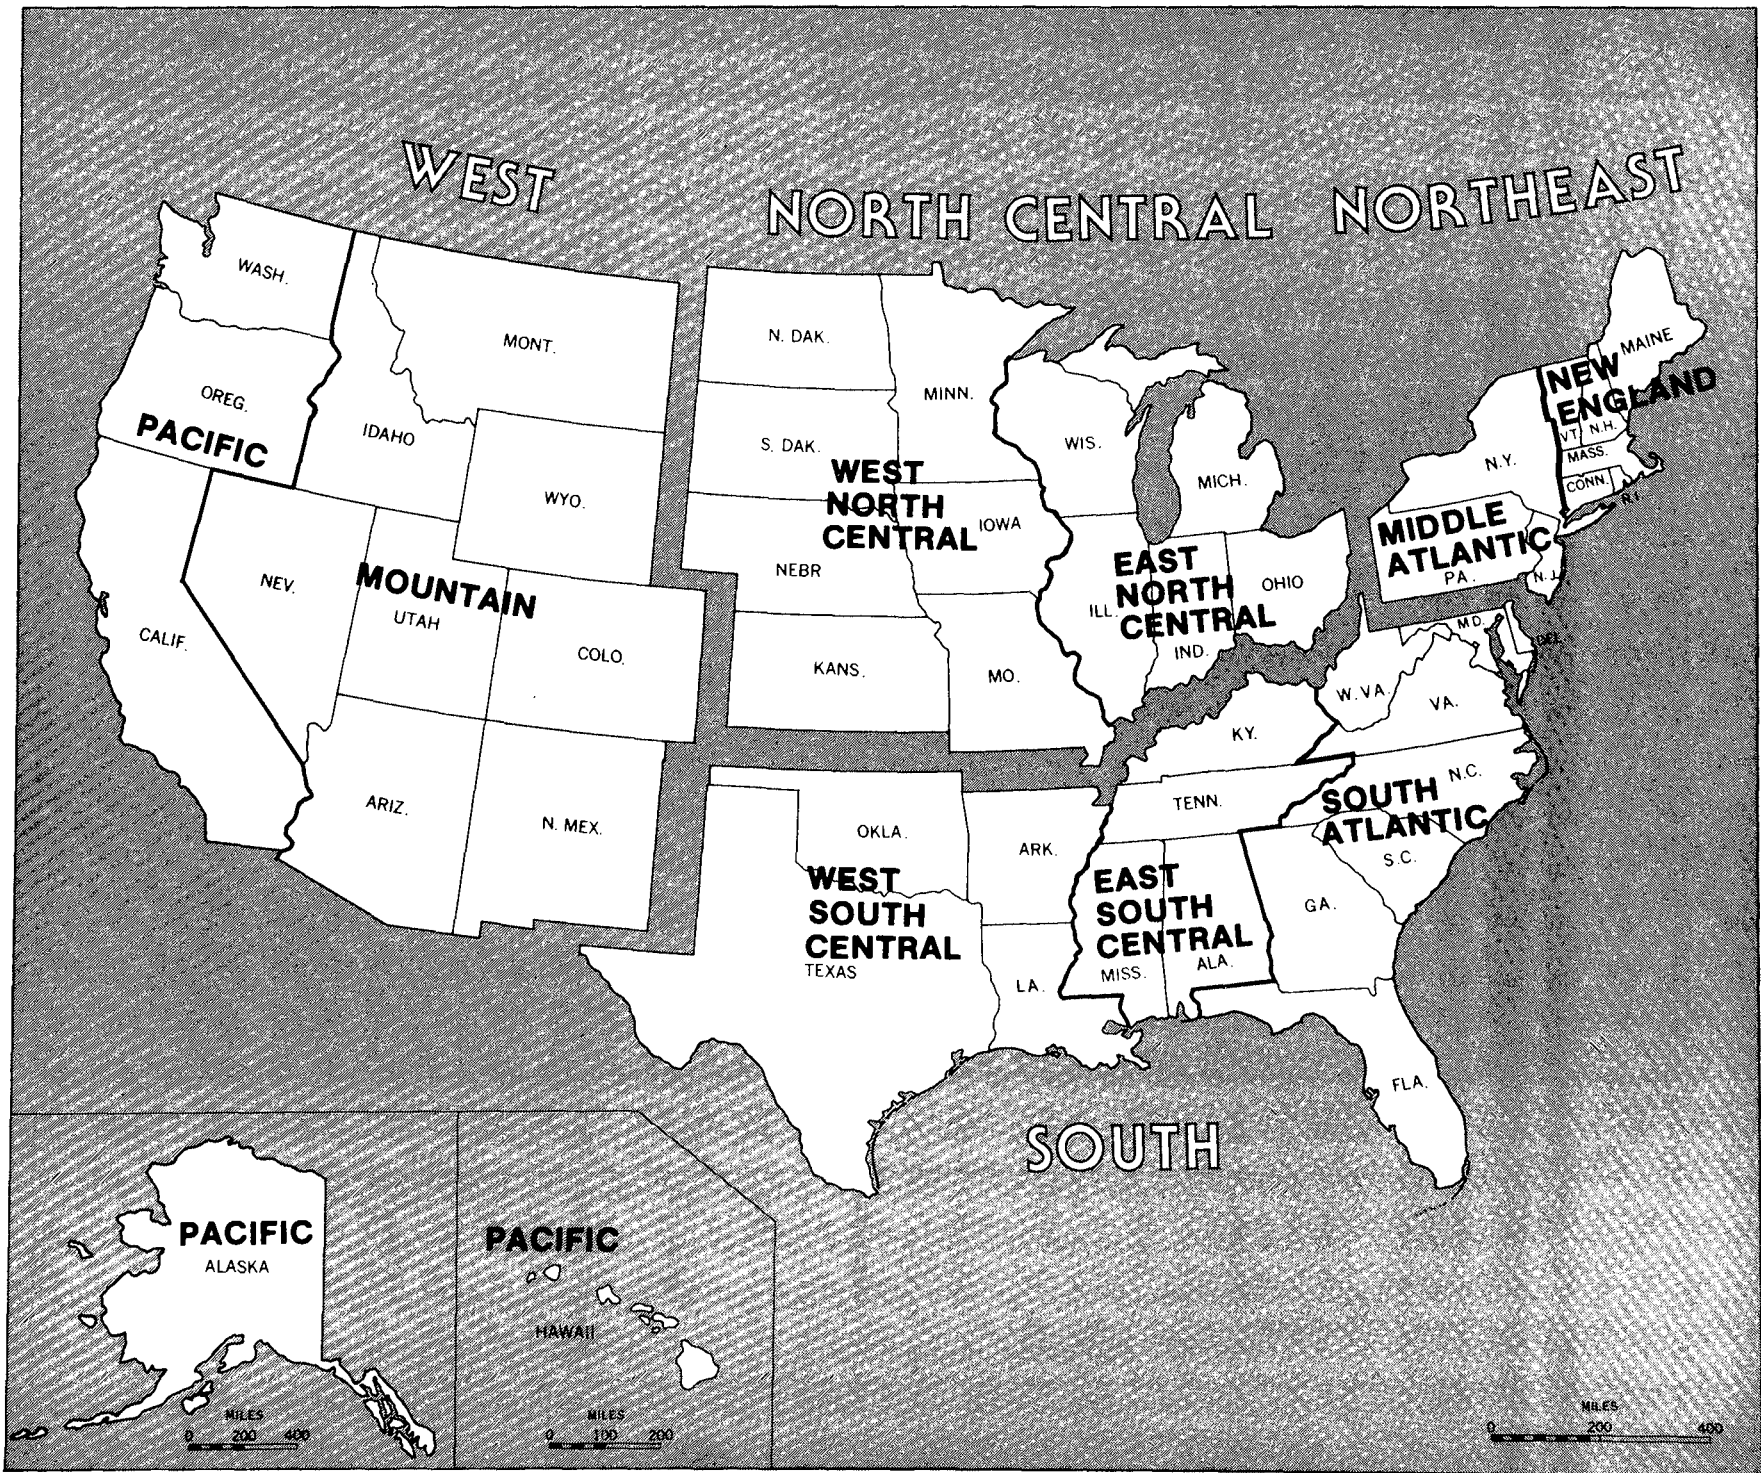 WEST
NORTH CENTRAL
NORTHEAST
WASH.
MONT.
OREG.
PACIFIC
IDAHO
WYO.
NEV.
MOUNTAIN
UTAH
COLO.
CALIF.
ARIZ.
N. MEX.
N. DAK.
MINN.
S. DAK.
WEST
NORTH
CENTRAL
IOWA
NEBR
KANS.
MO.
WIS.
MICH.
EAST
NORTH
CENTRAL
ILL.
OHIO
IND.
MAINE
NEW
ENGLAND
VT.
N.H.
MASS.
CONN.
R.I.
N.Y.
MIDDLE
ATLANTIC
PA.
N.J.
MD.
DEL.
W.VA.
VA.
KY.
N.C.
TENN.
SOUTH
ATLANTIC
S.C.
GA.
FLA.
OKLA.
ARK.
WEST
SOUTH
CENTRAL
TEXAS
LA.
EAST
SOUTH
CENTRAL
MISS.
ALA.
SOUTH
PACIFIC
ALASKA
MILES
0 200 400
PACIFIC
HAWAII
MILES
0 100 200
MILES
0 200 400